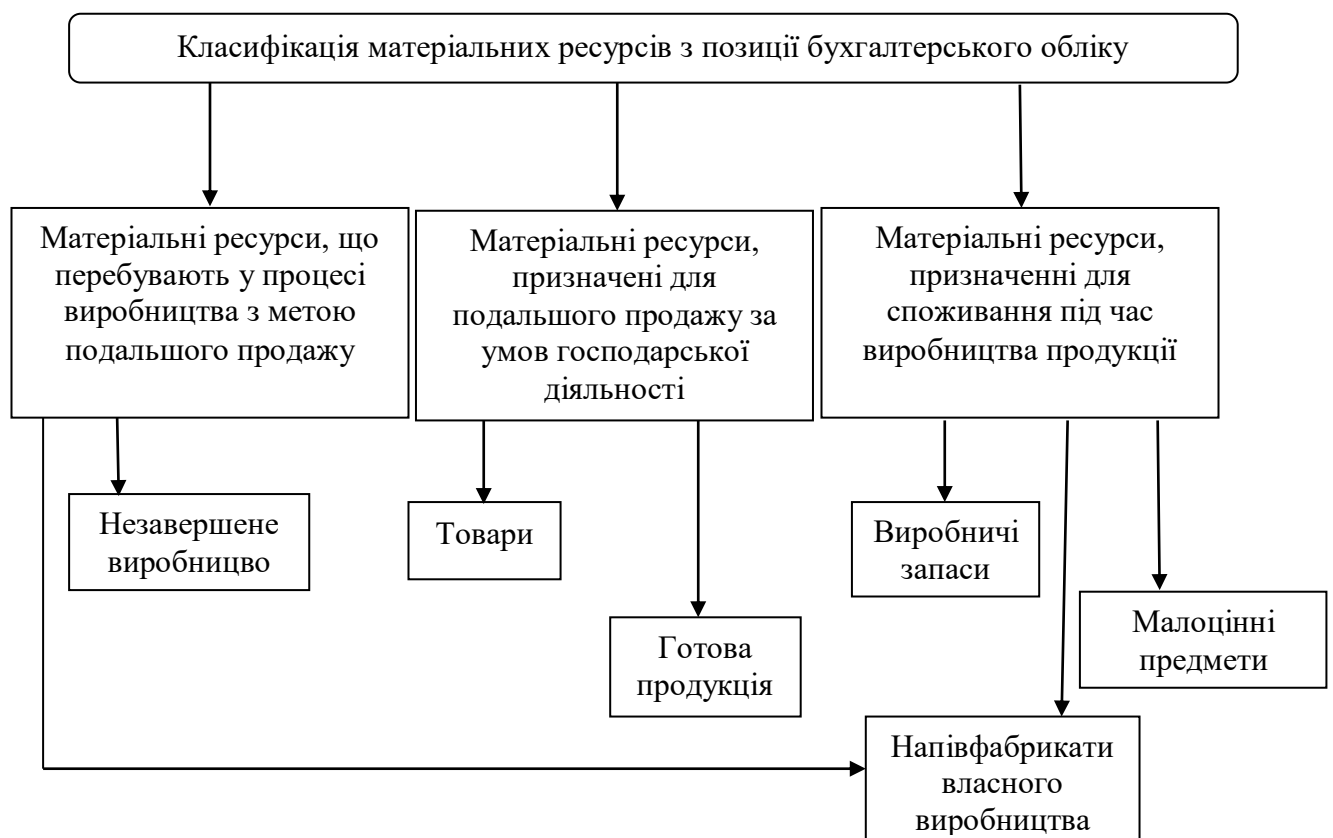 Класифікація матеріальних ресурсів з позиції бухгалтерського обліку
Матеріальні ресурси, що
перебувають у процесі
виробництва з метою
подальшого продажу
Матеріальні ресурси,
призначені для
подальшого продажу за
умов господарської
діяльності
Матеріальні ресурси,
призначенні для
споживання під час
виробництва продукції
Незавершене
виробницво
Товари
Виробничі
запаси
Готова
продукція
Малоцінні
предмети
Напівфабрикати
власного
виробництва